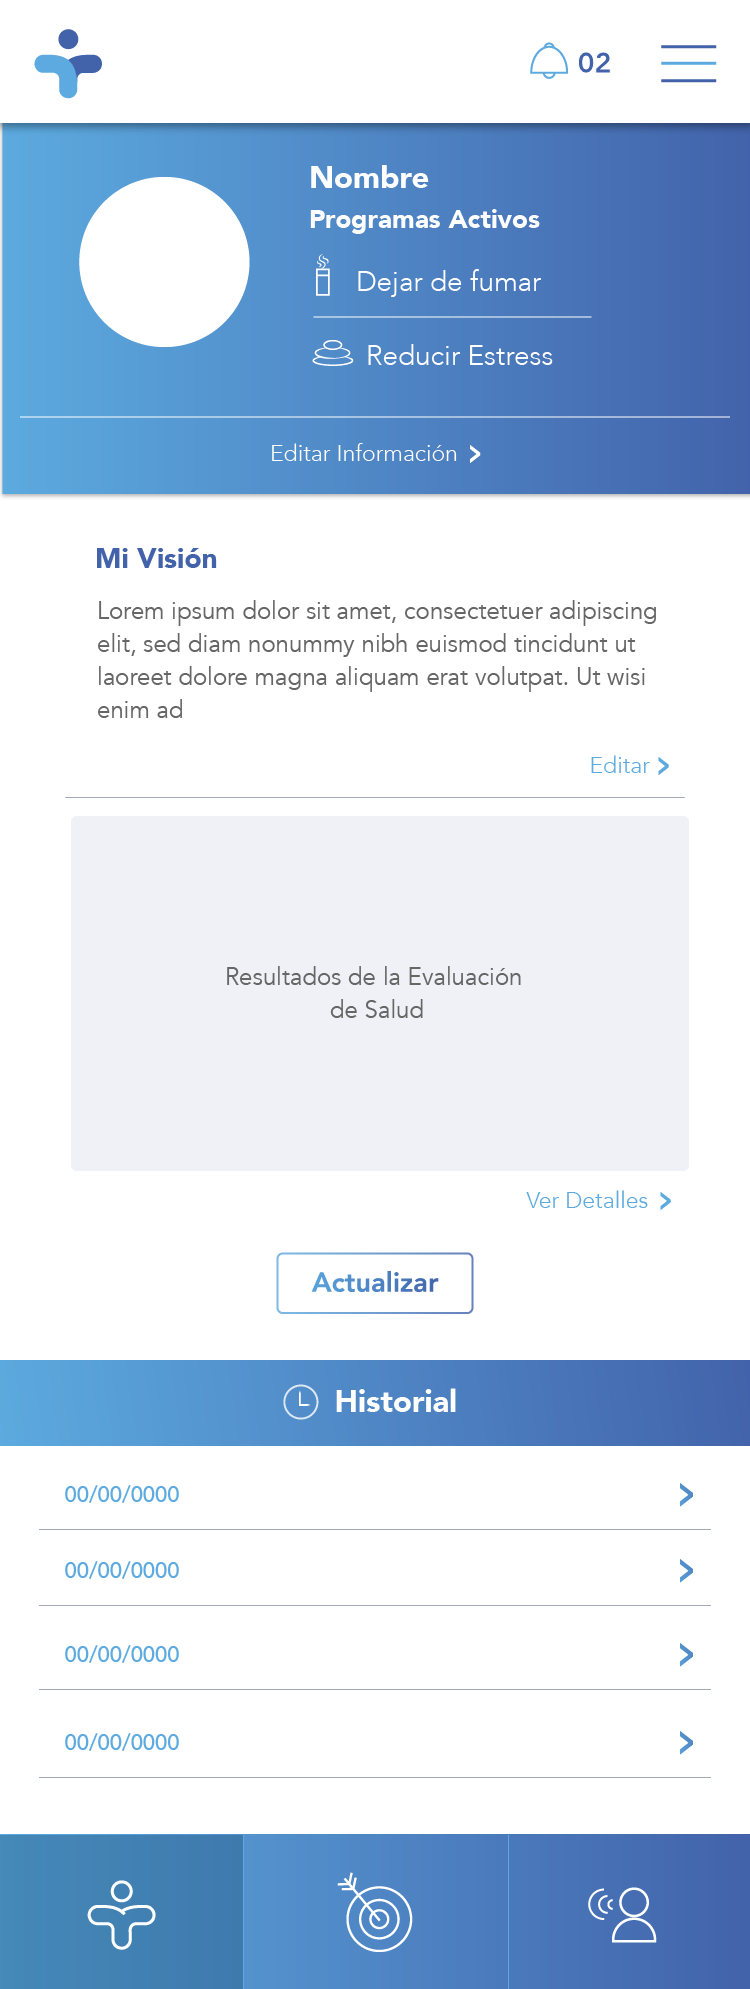 02
Nombre
Programas Activos
Dejar de fumar
Reducir Estress
Editar Información
Mi Visión
Lorem ipsum dolor sit amet, consectetuer adipiscing
elit, sed diam nonummy nibh euismod tincidunt ut
laoreet dolore magna aliquam erat volutpat. Ut wisi
enim ad
Editar
Resultados de la Evaluación
de Salud
Ver Detalles
Actualizar
Historial
00/00/0000
00/00/0000
00/00/0000
00/00/0000